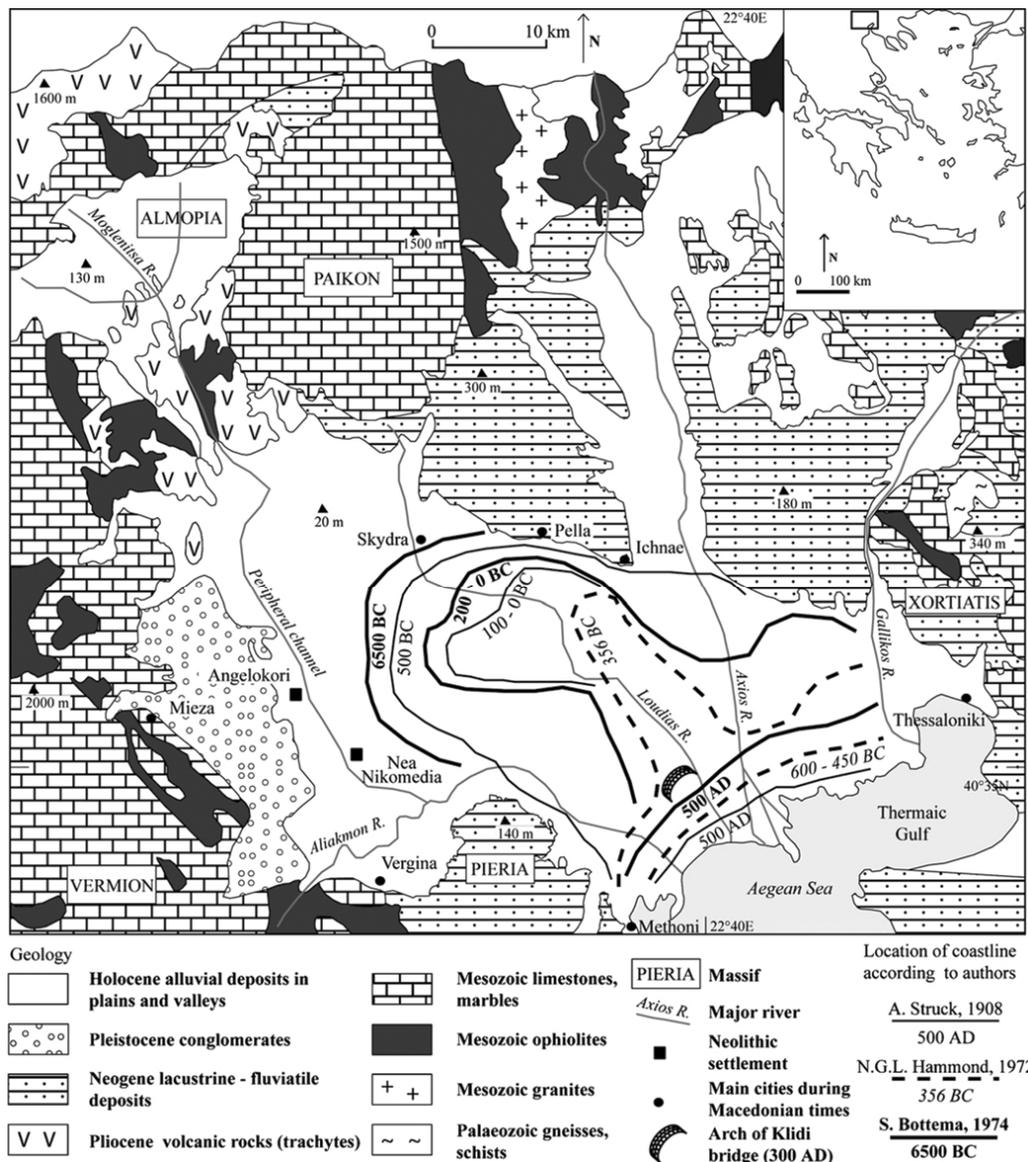 0
10 km
N
22°40E
1600 m
ALMOPIA
Moglenitsa R.
130 m
PAIKON
1500 m
N
0
100 km
300 m
20 m
180 m
340 m
Skydra
Pella
Ichnae
XORTIATIS
Peripheral channel
6500 BC
500 BC
200 - 0 BC
100 - 0 BC
356 BC
Loudias R.
Axios R.
Gallikos R.
Angelokori
Mieza
2000 m
Nea
Nikomedia
Thessaloniki
600 - 450 BC
40°35N
500 AD
500 AD
Thermaic
Gulf
Aliakmon R.
140 m
VERMION
Vergina
PIERIA
Aegean Sea
Methoni
22°40E
Geology
Holocene alluvial deposits in
plains and valleys
Pleistocene conglomerates
Neogene lacustrine - fluviatile
deposits
V V
Pliocene volcanic rocks (trachytes)
Mesozoic limestones,
marbles
Mesozoic ophiolites
Mesozoic granites
Palaeozoic gneisses,
schists
PIERIA
Massif
Axios R.
Major river
Neolithic
settlement
Main cities during
Macedonian times
Arch of Klidi
bridge (300 AD)
Location of coastline
according to authors
A. Struck, 1908
500 AD
N.G.L. Hammond, 1972
356 BC
S. Bottema, 1974
6500 BC